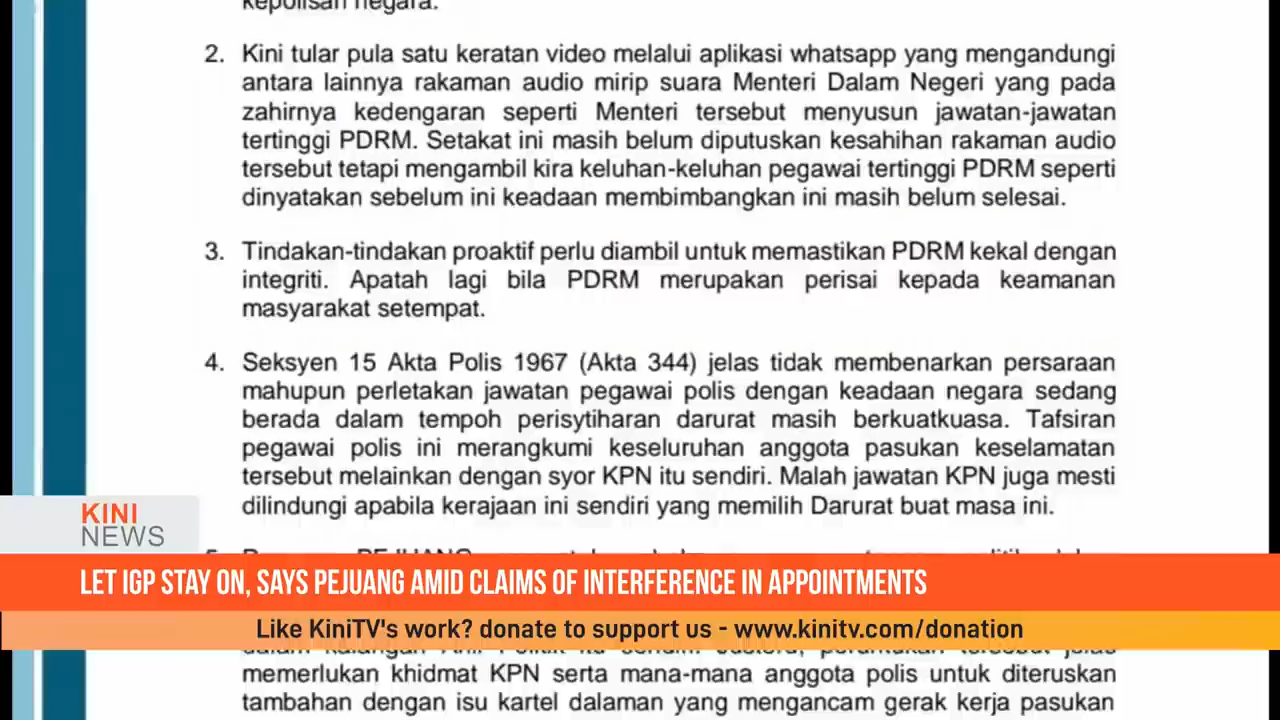 kepolisan negara.
2. Kini tular pula satu keratan video melalui aplikasi whatsapp yang mengandungi
antara lainnya rakaman audio mirip suara Menteri Dalam Negeri yang pada
zahirnya kedengaran seperti Menteri tersebut menyusun jawatan-jawatan
tertinggi PDRM. Setakat ini masih belum diputuskan kesahihan rakaman audio
tersebut tetapi mengambil kira keluhan-keluhan pegawai tertinggi PDRM seperti
dinyatakan sebelum ini keadaan membimbangkan ini masih belum selesai.
3. Tindakan-tindakan proaktif perlu diambil untuk memastikan PDRM kekal dengan
integriti. Apatah lagi bila PDRM merupakan perisai kepada keamanan
masyarakat setempat.
4. Seksyen 15 Akta Polis 1967 (Akta 344) jelas tidak membenarkan persaraan
mahupun perletakan jawatan pegawai polis dengan keadaan negara sedang
berada dalam tempoh perisytiharan darurat masih berkuatkuasa. Tafsiran
pegawai polis ini merangkumi keseluruhan anggota pasukan keselamatan
tersebut melainkan dengan syor KPN itu sendiri. Malah jawatan KPN juga mesti
dilindungi apabila kerajaan ini sendiri yang memilih Darurat buat masa ini.
KINI
NEWS
LET IGP STAY ON, SAYS PEJUANG AMID CLAIMS OF INTERFERENCE IN APPOINTMENTS
Like KiniTV's work? donate to support us - www.kinitv.com/donation
memerlukan khidmat KPN serta mana-mana anggota polis untuk diteruskan
tambahan dengan isu kartel dalaman yang mengancam gerak kerja pasukan